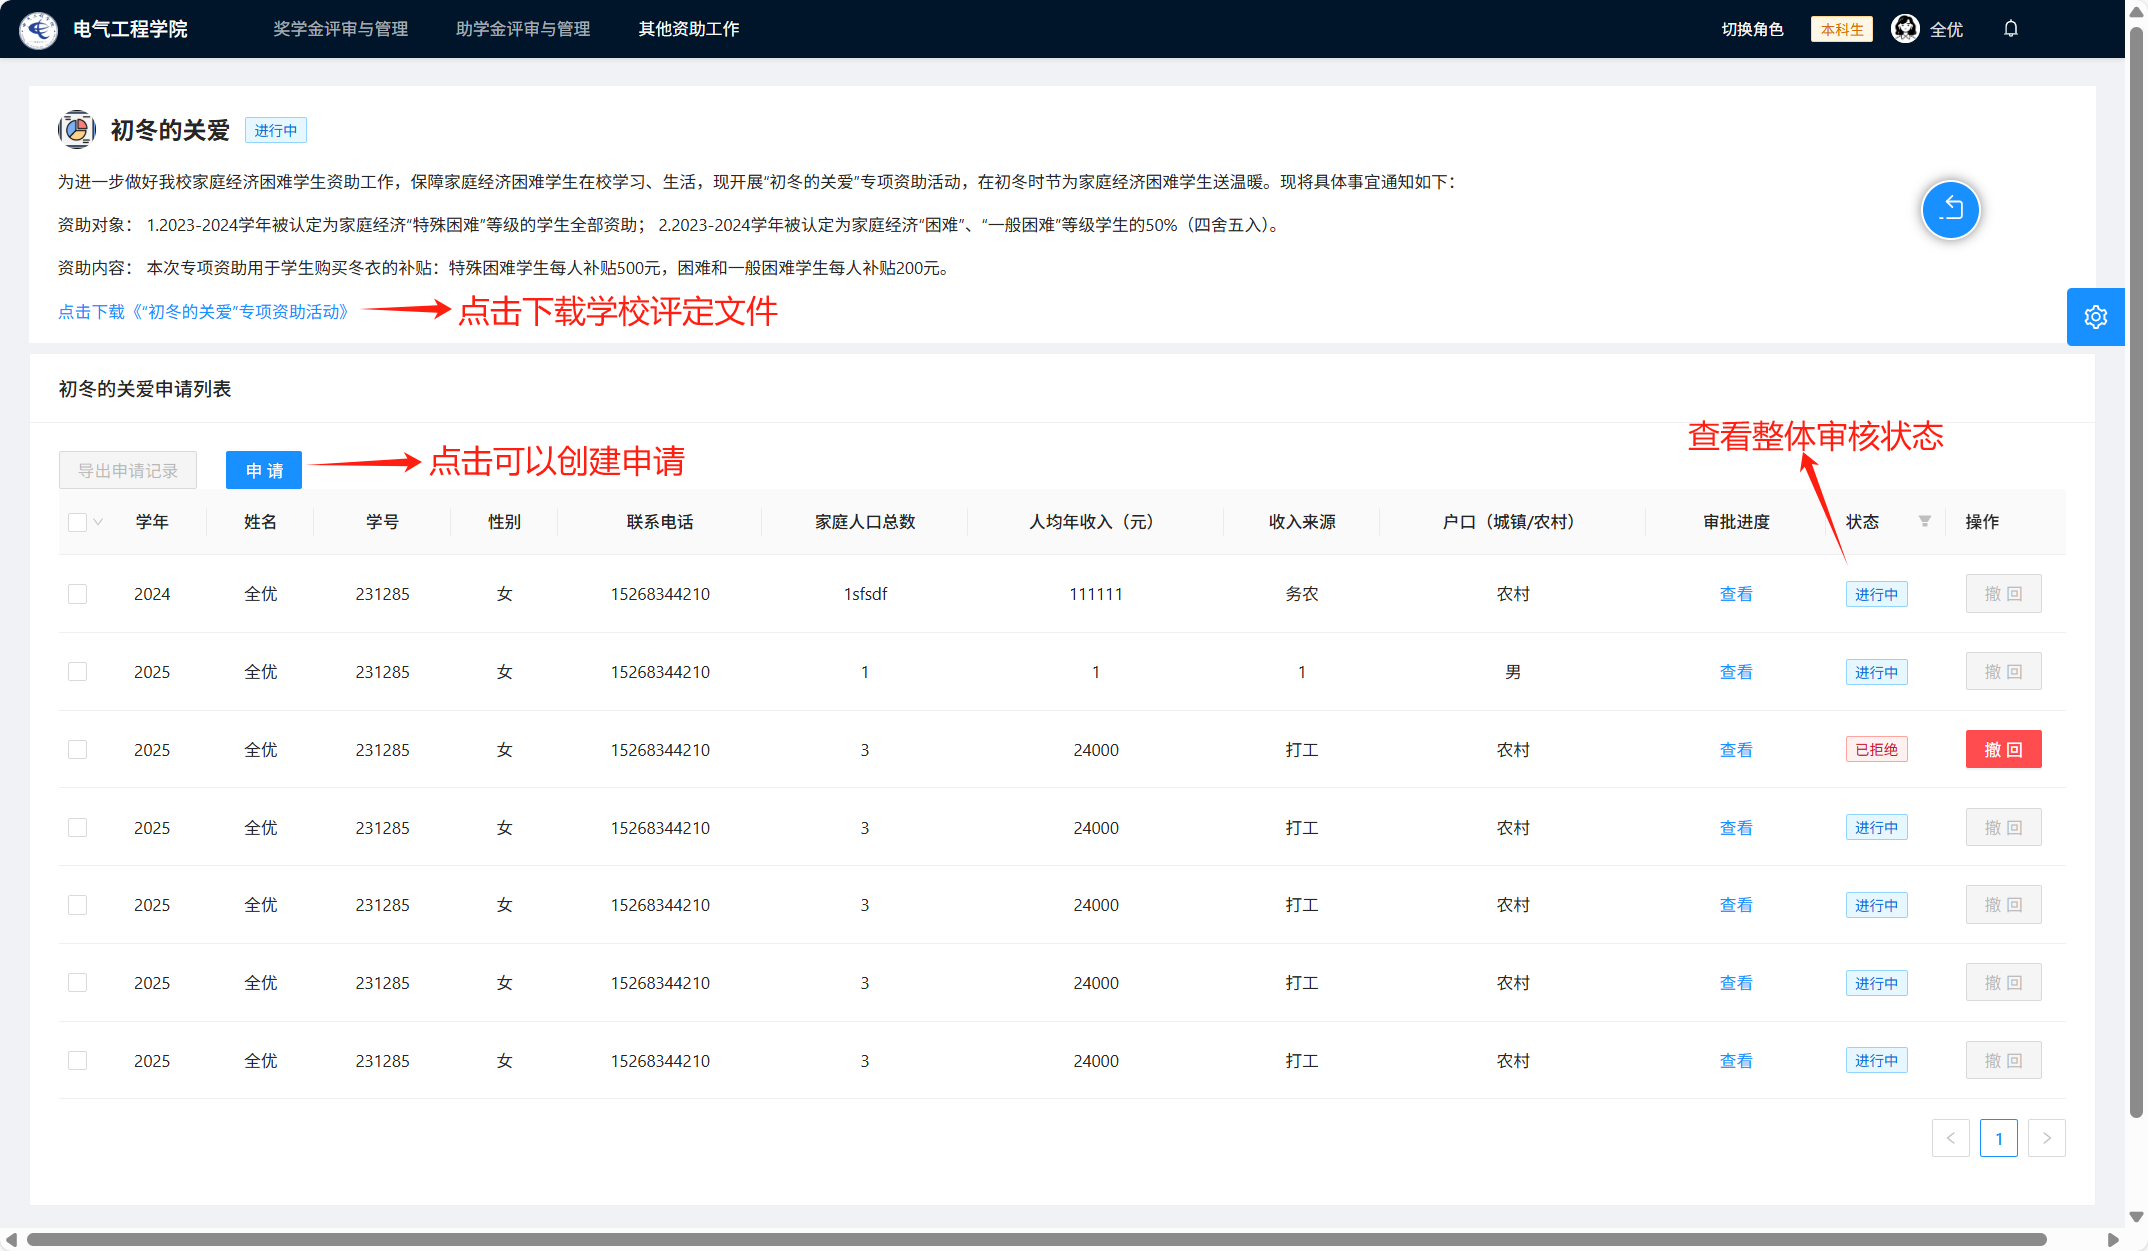 电气工程学院 奖学金评审与管理 助学金评审与管理 其他资助工作 切换角色 本科生 全优
初冬的关爱 进行中
为进一步做好我校家庭经济困难学生资助工作，保障家庭经济困难学生在校学习、生活，现开展“初冬的关爱”专项资助活动，在初冬时节为家庭经济困难学生送温暖。现将具体事宜通知如下：
资助对象： 1.2023-2024学年被认定为家庭经济“特殊困难”等级的学生全部资助； 2.2023-2024学年被认定为家庭经济“困难”、“一般困难”等级学生的50%（四舍五入）。
资助内容： 本次专项资助用于学生购买冬衣的补贴：特殊困难学生每人补贴500元，困难和一般困难学生每人补贴200元。
点击下载《“初冬的关爱”专项资助活动》 点击下载学校评定文件
初冬的关爱申请列表
查看整体审核状态
导出申请记录 申 请 点击可以创建申请
学年 姓名 学号 性别 联系电话 家庭人口总数 人均年收入（元） 收入来源 户口（城镇/农村） 审批进度 状态 操作
2024 全优 231285 女 15268344210 1sfsdf 111111 务农 农村 查看 进行中 撤 回
2025 全优 231285 女 15268344210 1 1 1 男 查看 进行中 撤 回
2025 全优 231285 女 15268344210 3 24000 打工 农村 查看 已拒绝 撤 回
2025 全优 231285 女 15268344210 3 24000 打工 农村 查看 进行中 撤 回
2025 全优 231285 女 15268344210 3 24000 打工 农村 查看 进行中 撤 回
2025 全优 231285 女 15268344210 3 24000 打工 农村 查看 进行中 撤 回
2025 全优 231285 女 15268344210 3 24000 打工 农村 查看 进行中 撤 回
1